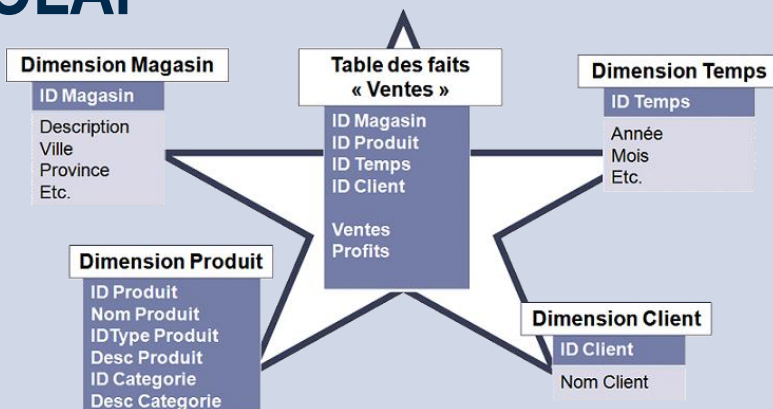 OLAP
Dimension Magasin
ID Magasin
Description
Ville
Province
Etc.
Table des faits
« Ventes »
ID Magasin
ID Produit
ID Temps
ID Client
Ventes
Profits
Dimension Temps
ID Temps
Année
Mois
Etc.
Dimension Produit
ID Produit
Nom Produit
IDType Produit
Desc Produit
ID Categorie
Desc Categorie
Dimension Client
ID Client
Nom Client